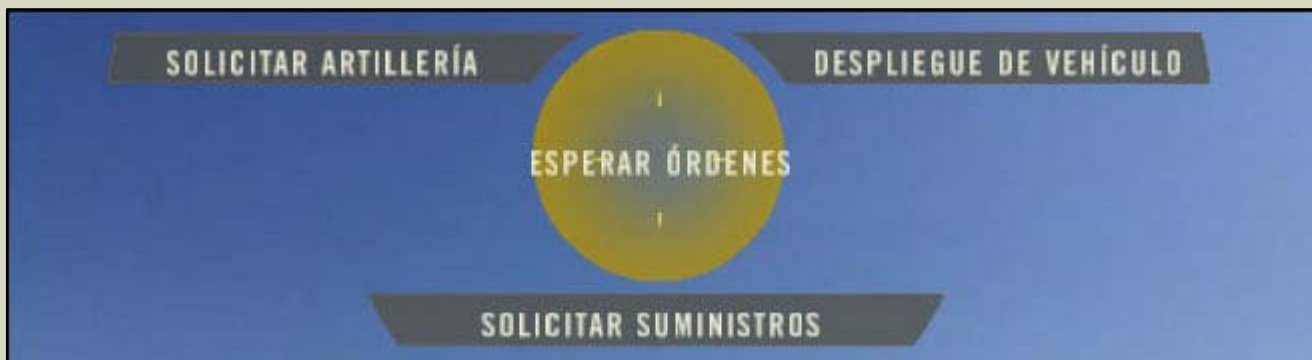 SOLICITAR ARTILLERÍA
DESPLIEGUE DE VEHÍCULO
ESPERAR ÓRDENES
SOLICITAR SUMINISTROS